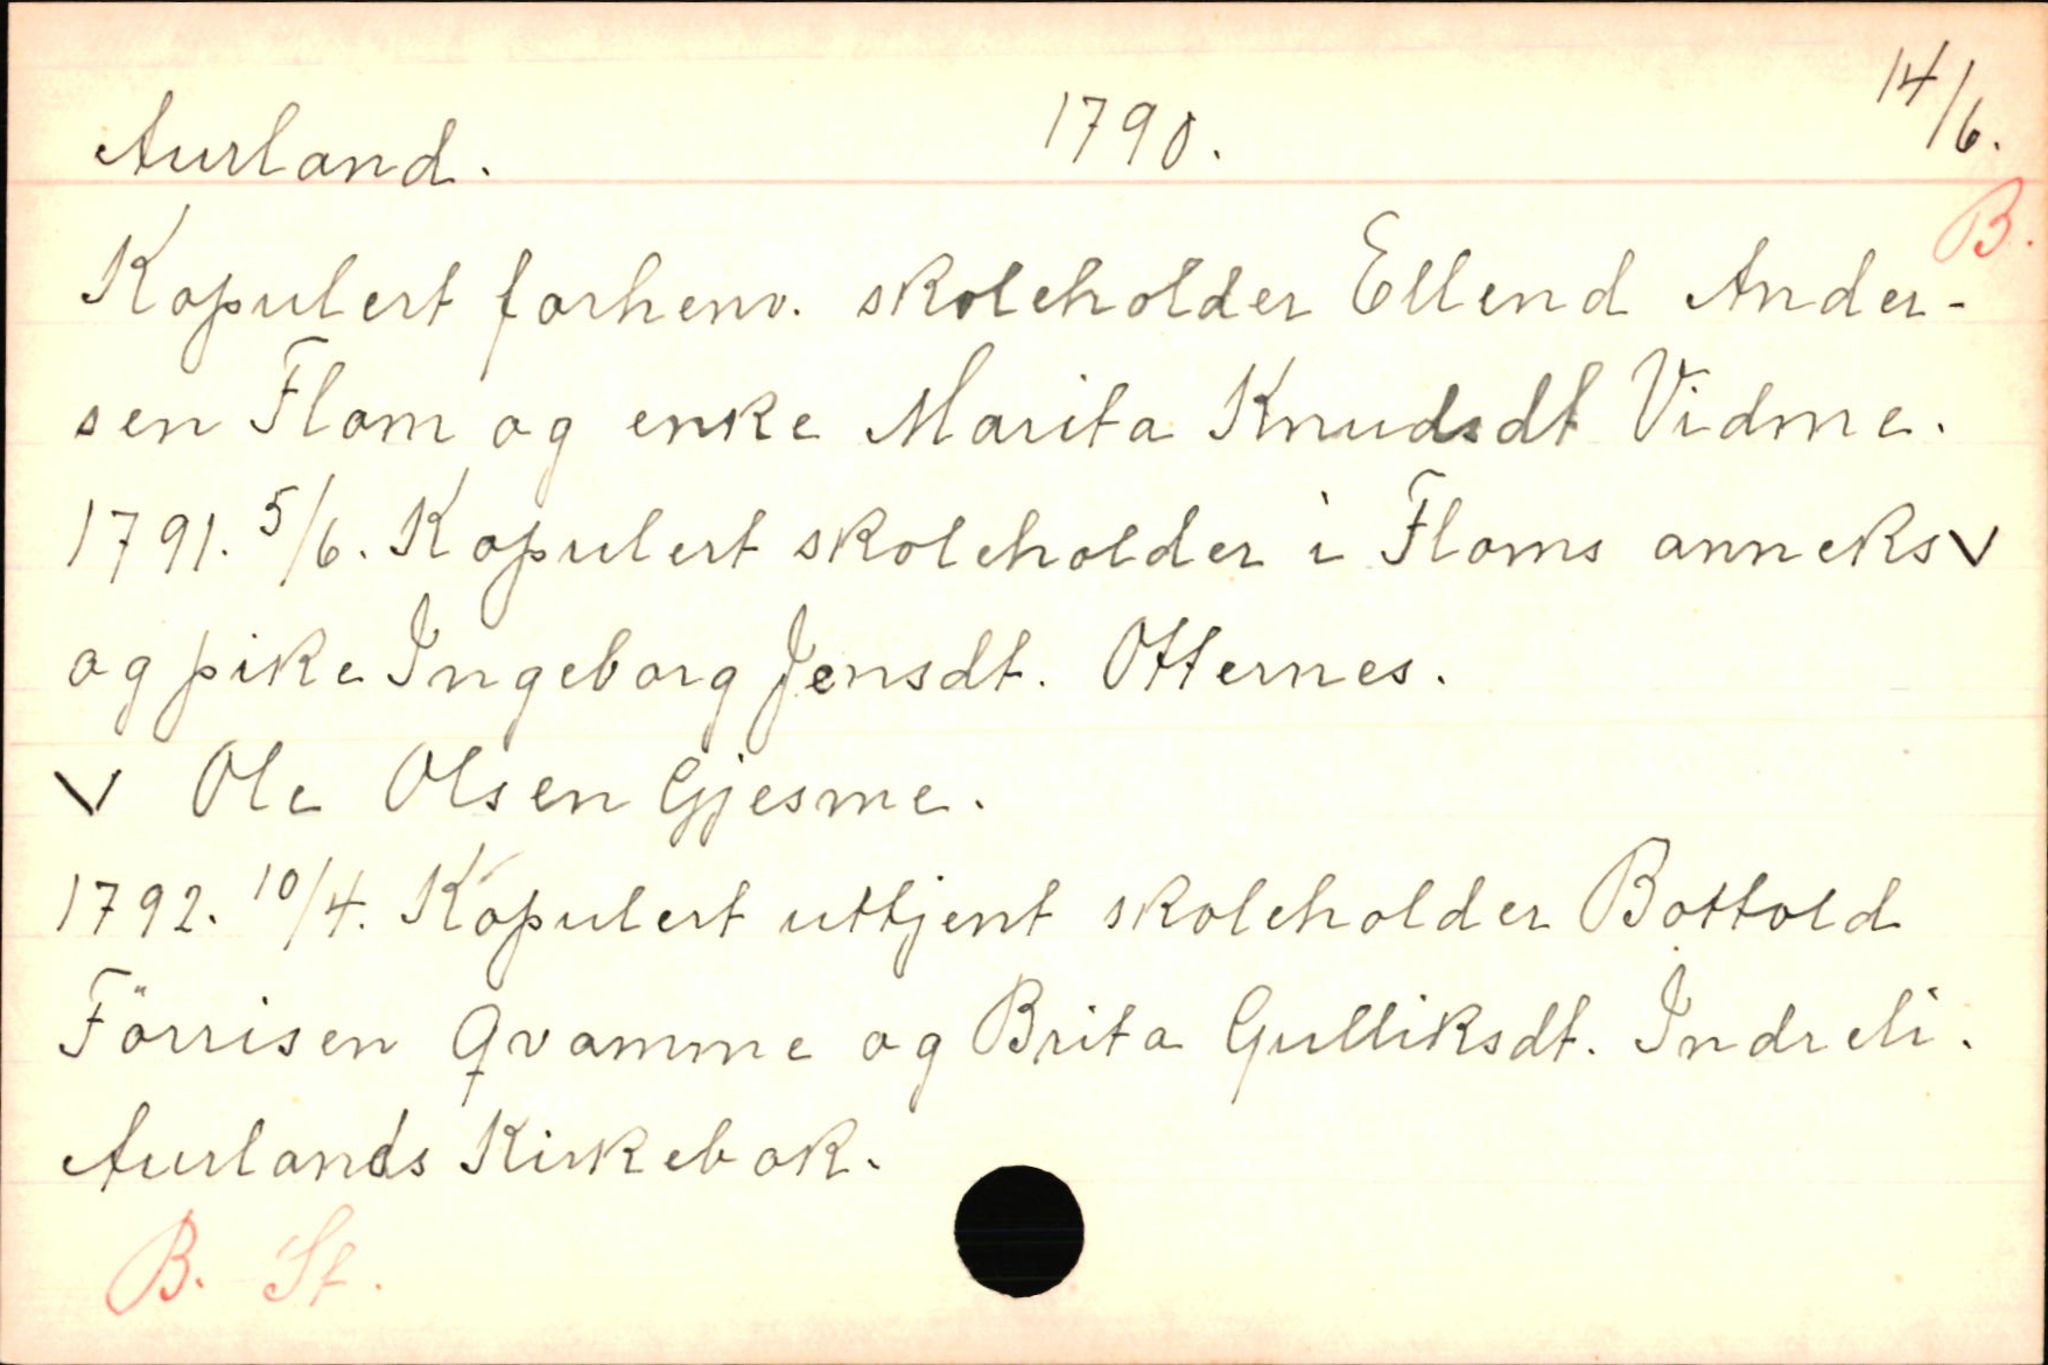 Aurland. 1790. 14/6.
B.
Kopulert forhenv. skoleholder Ellend Ander-
sen Flom og enke Marita Knudsdt Vidme.
1791. 5/6. Kopulert skoleholder i Floms anneks V
og pike Ingeborg Jensdt. Otternes.
V Ole Olsen Gjesme.
1792. 10/4. Kopulert uttjent skoleholder Bottold
Förrisen Qvamme og Brita Gulliksdt. Indreli.
Aurlands Kirkebok.
B. St.